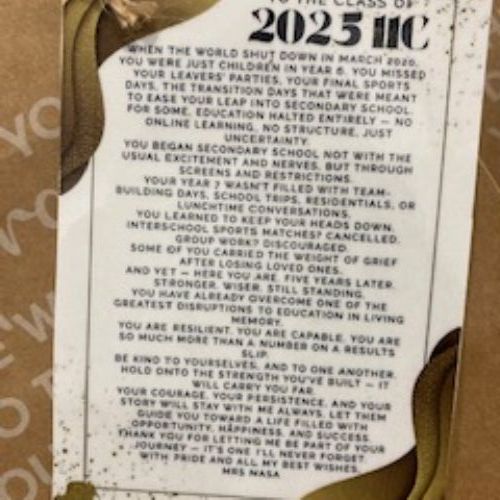 TO THE CLASS OF
2025 11C
WHEN THE WORLD SHUT DOWN IN MARCH 2020,
YOU WERE JUST CHILDREN IN YEAR 6. YOU MISSED
YOUR LEAVERS' PARTIES, YOUR FINAL SPORTS
DAYS, THE TRANSITION DAYS THAT WERE MEANT
TO EASE YOUR LEAP INTO SECONDARY SCHOOL.
FOR SOME, EDUCATION HALTED ENTIRELY — NO
ONLINE LEARNING, NO STRUCTURE, JUST
UNCERTAINTY.
YOU BEGAN SECONDARY SCHOOL NOT WITH THE
USUAL EXCITEMENT AND NERVES, BUT THROUGH
SCREENS AND RESTRICTIONS.
YOUR YEAR 7 WASN'T FILLED WITH TEAM-
BUILDING DAYS, SCHOOL TRIPS, RESIDENTIALS, OR
LUNCHTIME CONVERSATIONS.
YOU LEARNED TO KEEP YOUR HEADS DOWN.
INTERSCHOOL SPORTS MATCHES? CANCELLED.
GROUP WORK? DISCOURAGED.
SOME OF YOU CARRIED THE WEIGHT OF GRIEF
AFTER LOSING LOVED ONES.
AND YET — HERE YOU ARE. FIVE YEARS LATER.
STRONGER. WISER. STILL STANDING.
YOU HAVE ALREADY OVERCOME ONE OF THE
GREATEST DISRUPTIONS TO EDUCATION IN LIVING
MEMORY.
YOU ARE RESILIENT. YOU ARE CAPABLE. YOU ARE
SO MUCH MORE THAN A NUMBER ON A RESULTS
SLIP.
BE KIND TO YOURSELVES, AND TO ONE ANOTHER.
HOLD ONTO THE STRENGTH YOU'VE BUILT — IT
WILL CARRY YOU FAR.
YOUR COURAGE, YOUR PERSISTENCE, AND YOUR
STORY WILL STAY WITH ME ALWAYS. LET THEM
GUIDE YOU TOWARD A LIFE FILLED WITH
OPPORTUNITY, HAPPINESS, AND SUCCESS.
THANK YOU FOR LETTING ME BE PART OF YOUR
JOURNEY — IT'S ONE I'LL NEVER FORGET.
WITH PRIDE AND ALL MY BEST WISHES,
MRS NASA